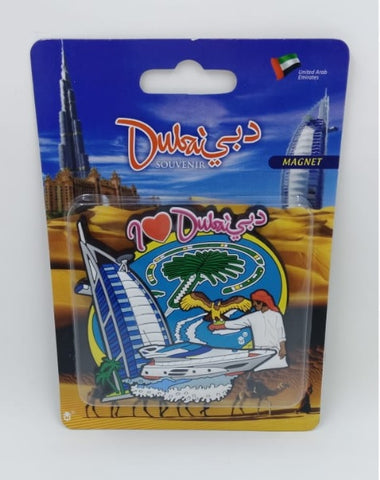 United Arab
Emirates
Dubai دبي
SOUVENIR
MAGNET
I Dubai دبي